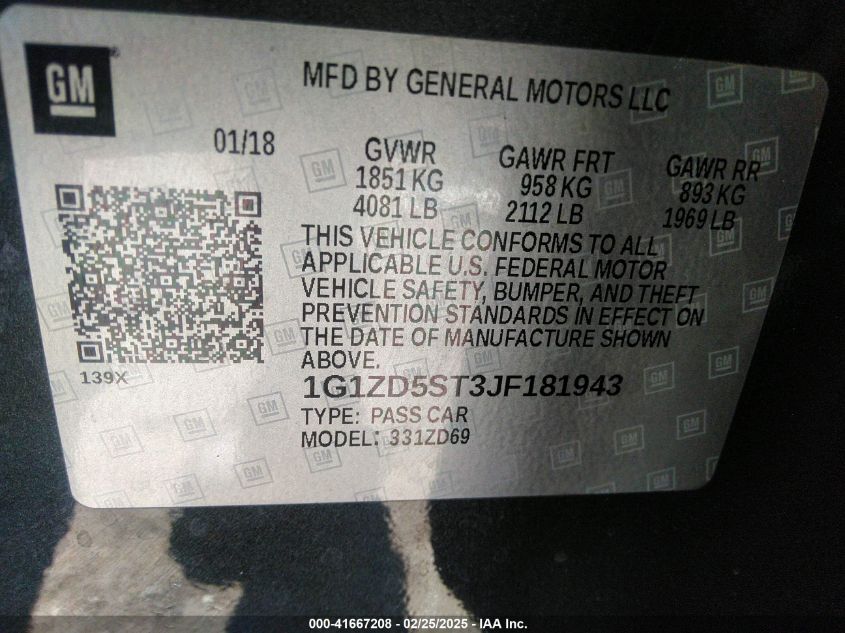 GM
MFD BY GENERAL MOTORS LLC
01/18
GVWR
1851 KG
4081 LB
GAWR FRT
958 KG
2112 LB
GAWR RR
893 KG
1969 LB
THIS VEHICLE CONFORMS TO ALL
APPLICABLE U.S. FEDERAL MOTOR
VEHICLE SAFETY, BUMPER, AND THEFT
PREVENTION STANDARDS IN EFFECT ON
THE DATE OF MANUFACTURE SHOWN
ABOVE.
139X
1G1ZD5ST3JF181943
TYPE: PASS CAR
MODEL: 331ZD69
000-41667208 - 02/25/2025 - IAA Inc.